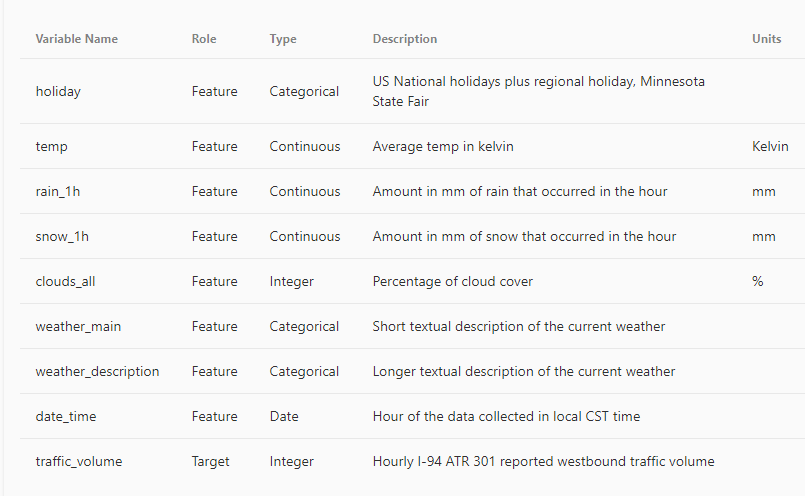 Variable Name Role Type Description Units
holiday Feature Categorical US National holidays plus regional holiday, Minnesota
State Fair
temp Feature Continuous Average temp in kelvin Kelvin
rain_1h Feature Continuous Amount in mm of rain that occurred in the hour mm
snow_1h Feature Continuous Amount in mm of snow that occurred in the hour mm
clouds_all Feature Integer Percentage of cloud cover %
weather_main Feature Categorical Short textual description of the current weather
weather_description Feature Categorical Longer textual description of the current weather
date_time Feature Date Hour of the data collected in local CST time
traffic_volume Target Integer Hourly I-94 ATR 301 reported westbound traffic volume